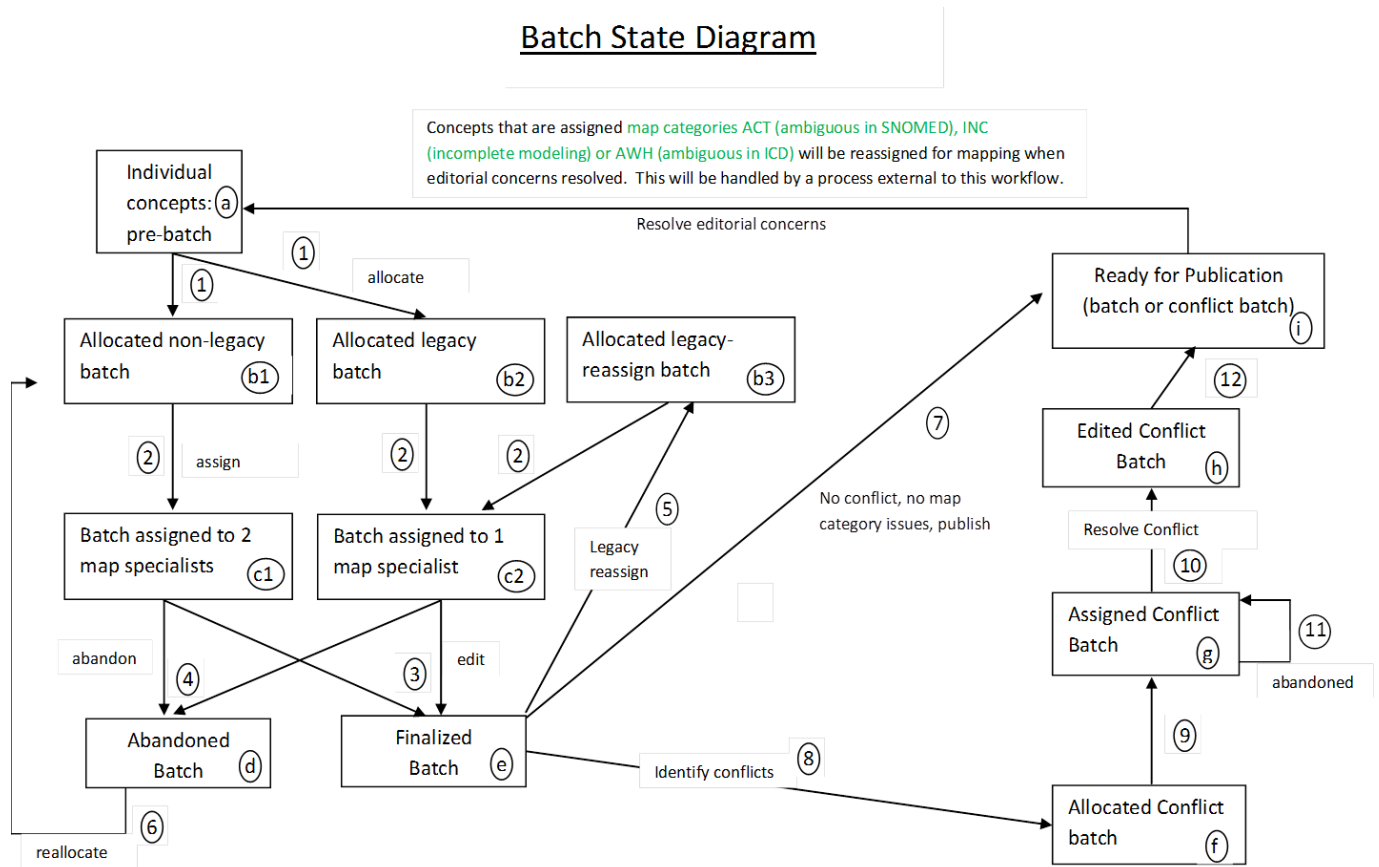 Batch State Diagram
Concepts that are assigned map categories ACT (ambiguous in SNOMED), INC
(incomplete modeling) or AWH (ambiguous in ICD) will be reassigned for mapping when
editorial concerns resolved.  This will be handled by a process external to this workflow.
Individual
concepts: a
pre-batch
Resolve editorial concerns
1
1
allocate
Ready for Publication
(batch or conflict batch)
i
Allocated non-legacy
batch
b1
Allocated legacy
batch
b2
Allocated legacy-
reassign batch
b3
12
7
2
assign
2
2
Edited Conflict
Batch
h
No conflict, no map
category issues, publish
5
Batch assigned to 2
map specialists
c1
Batch assigned to 1
map specialist
c2
Legacy
reassign
Resolve Conflict
10
Assigned Conflict
Batch
g
11
abandoned
abandon
4
3
edit
9
Abandoned
Batch
d
Finalized
Batch
e
Identify conflicts
8
Allocated Conflict
batch
f
6
reallocate